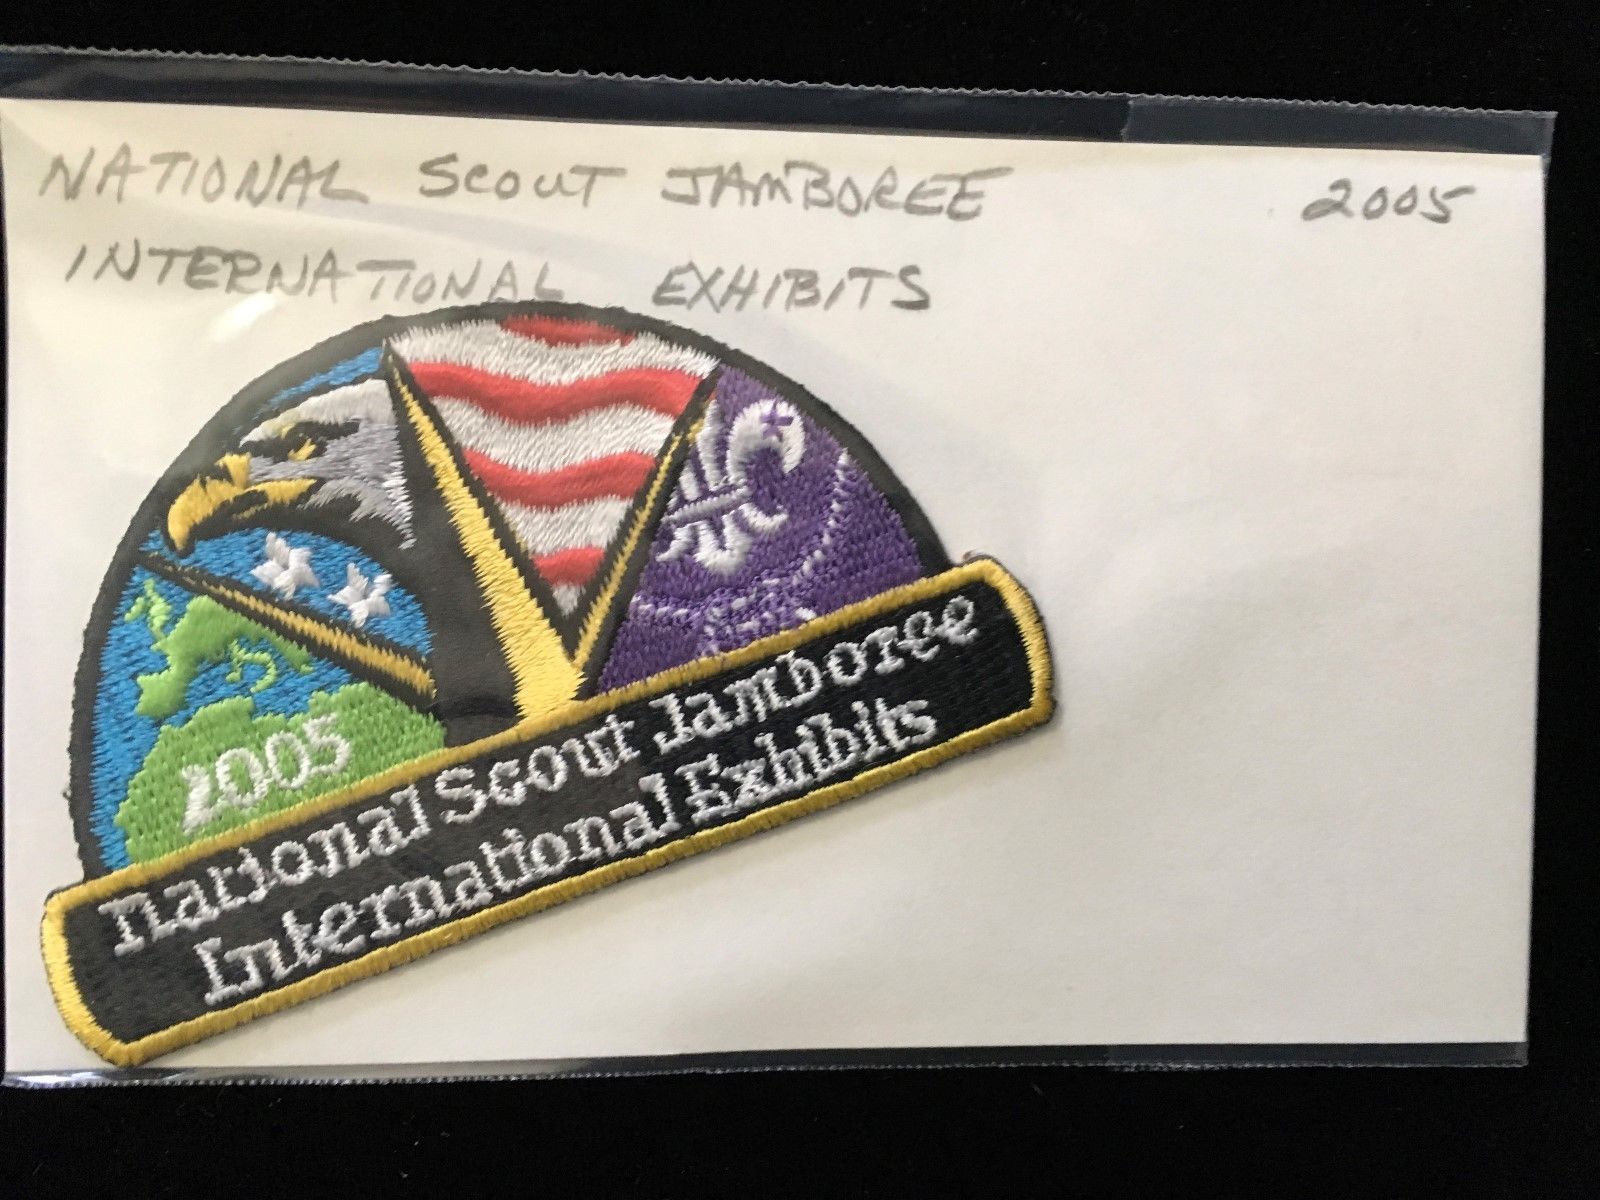 NATIONAL SCOUT JAMBOREE 2005
INTERNATIONAL EXHIBITS
2005
National Scout Jamboree
International Exhibits